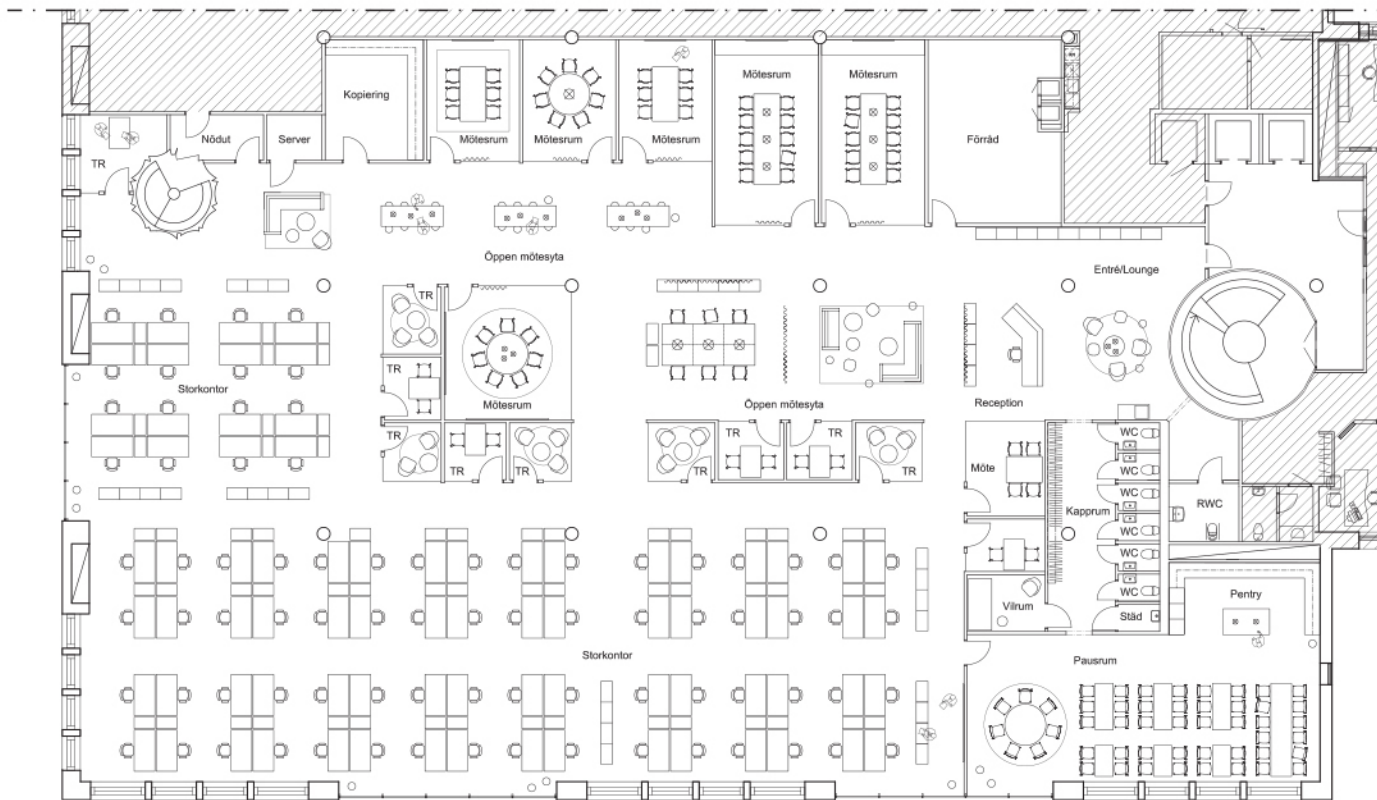 Mötesrum
Mötesrum
Kopiering
Nödut
Server
Mötesrum
Mötesrum
Mötesrum
Förråd
TR
Öppen mötesyta
Entré/Lounge
TR
TR
Storkontor
Mötesrum
Öppen mötesyta
Reception
TR
TR
TR
TR
TR
TR
TR
WC
Möte
WC
WC
Kapprum
RWC
WC
WC
WC
Vilrum
Städ
Pentry
Storkontor
Pausrum